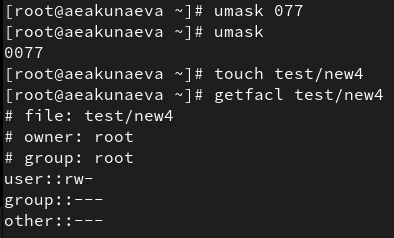 [root@aeakunaeva ~]# umask 077
[root@aeakunaeva ~]# umask
0077
[root@aeakunaeva ~]# touch test/new4
[root@aeakunaeva ~]# getfacl test/new4
# file: test/new4
# owner: root
# group: root
user::rw-
group::---
other::---